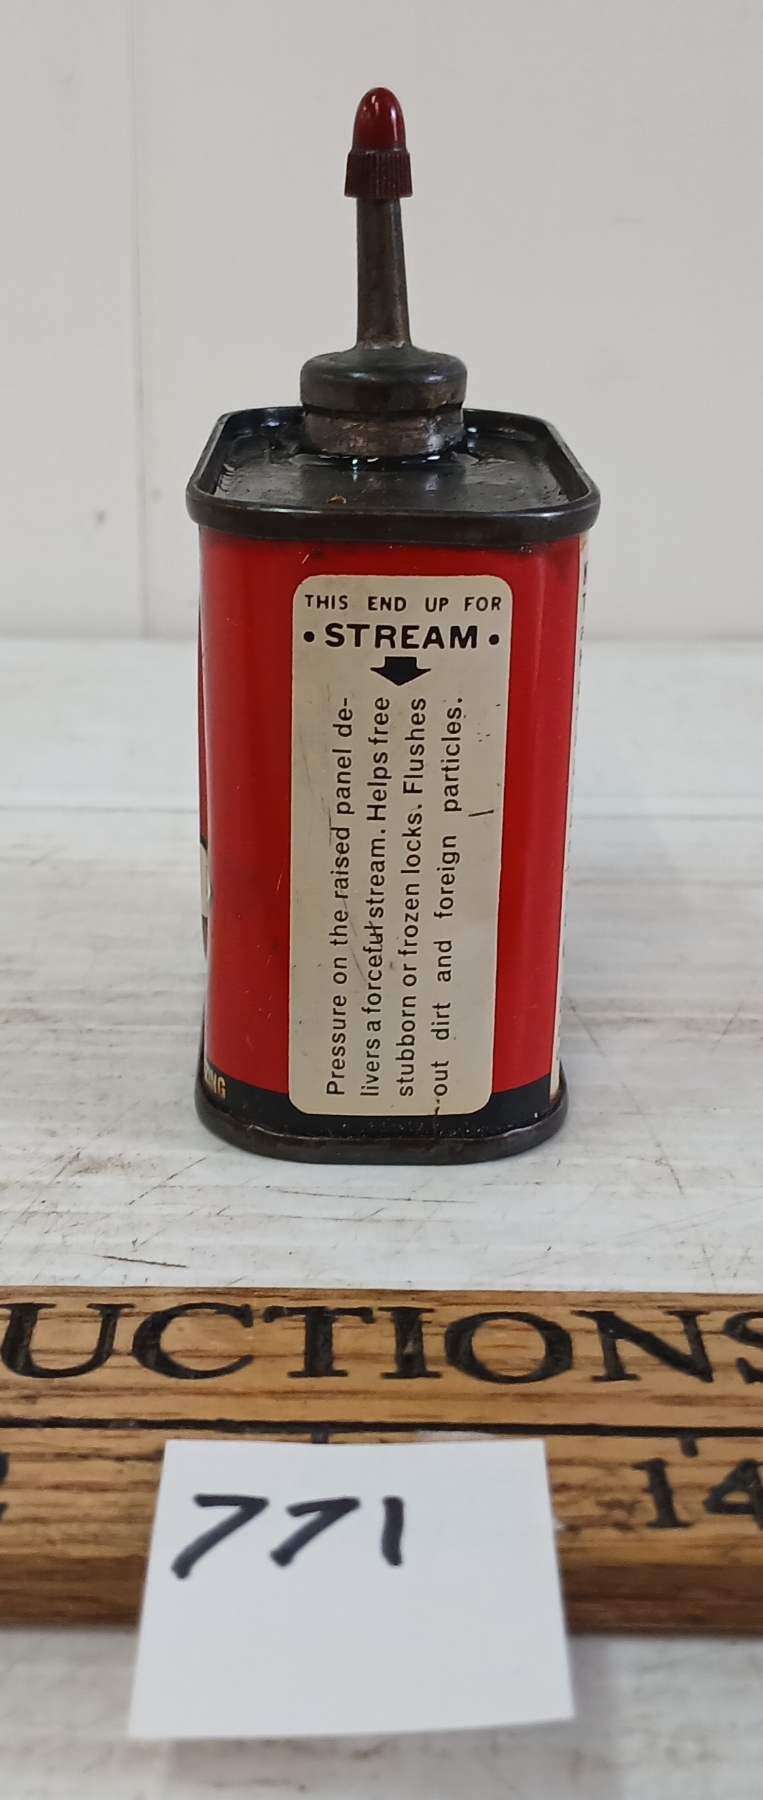 THIS END UP FOR
• STREAM •
Pressure on the raised panel de-
livers a forceful stream. Helps free
stubborn or frozen locks. Flushes
out dirt and foreign particles.
ING
UCTIONS
14
771